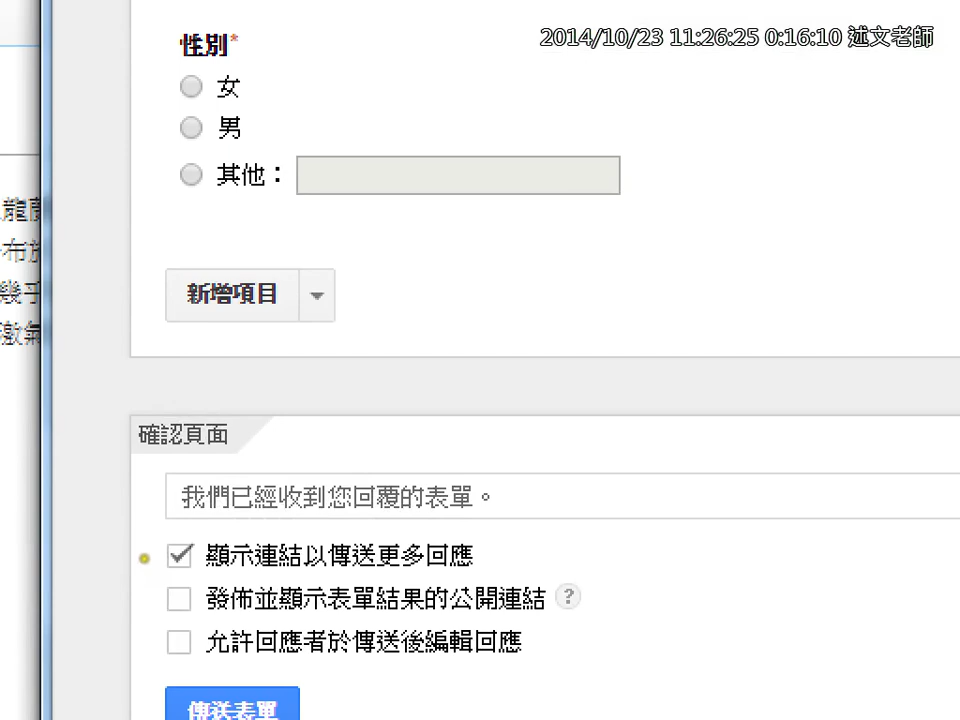 性別*
2014/10/23 11:26:25 0:16:10 述文老師
女
男
其他：
新增項目
確認頁面
我們已經收到您回覆的表單。
顯示連結以傳送更多回應
發佈並顯示表單結果的公開連結 ?
允許回應者於傳送後編輯回應
傳送表單